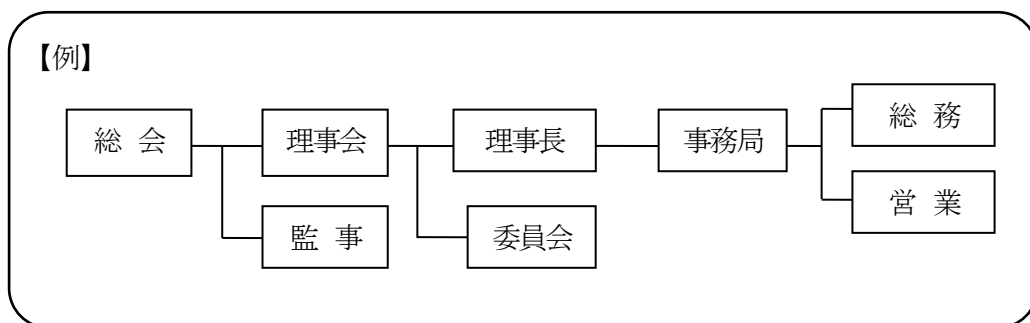 【例】
総 会
理事会
理事長
事務局
総 務
営 業
監 事
委員会